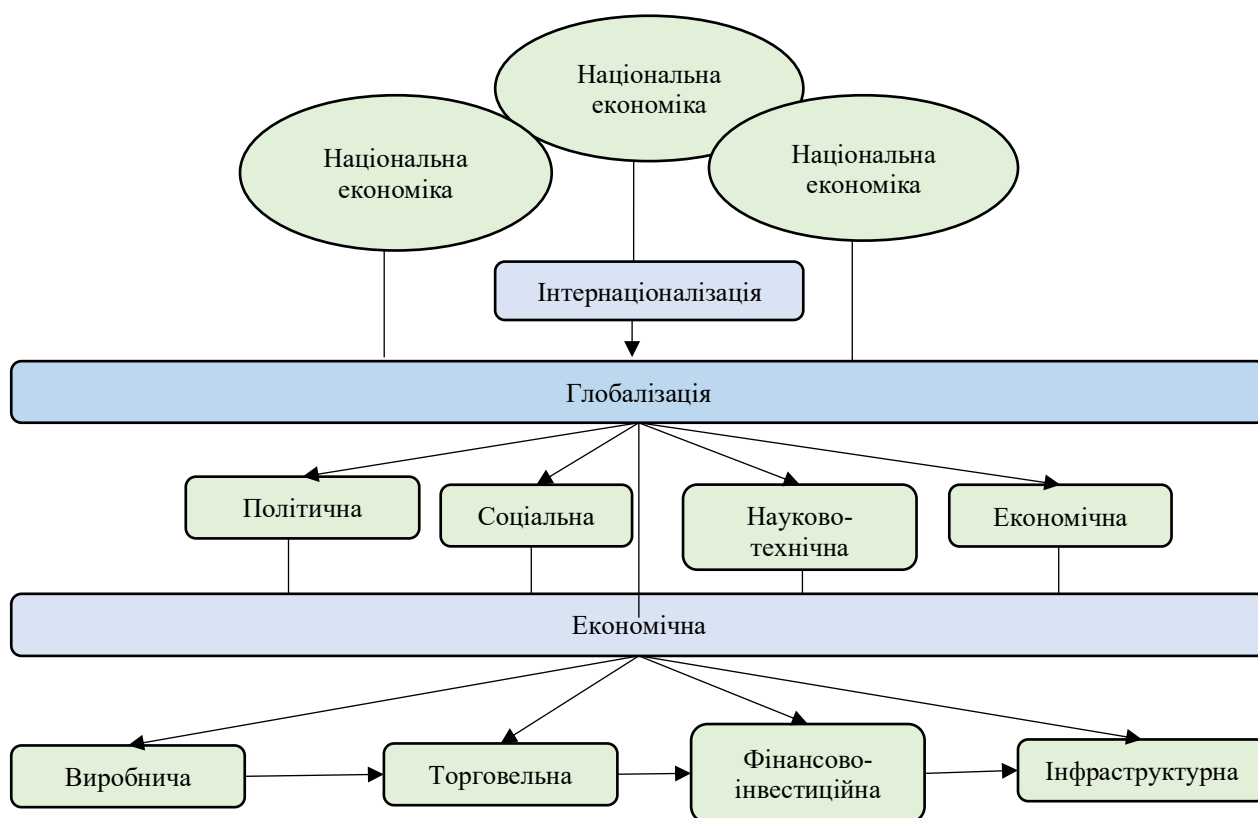 Національна
економіка
Національна
економіка
Національна
економіка
Інтернаціоналізація
Глобалізація
Політична
Соціальна
Науково-
технічна
Економічна
Економічна
Виробнича
Торговельна
Фінансово-
інвестиційна
Інфраструктурна